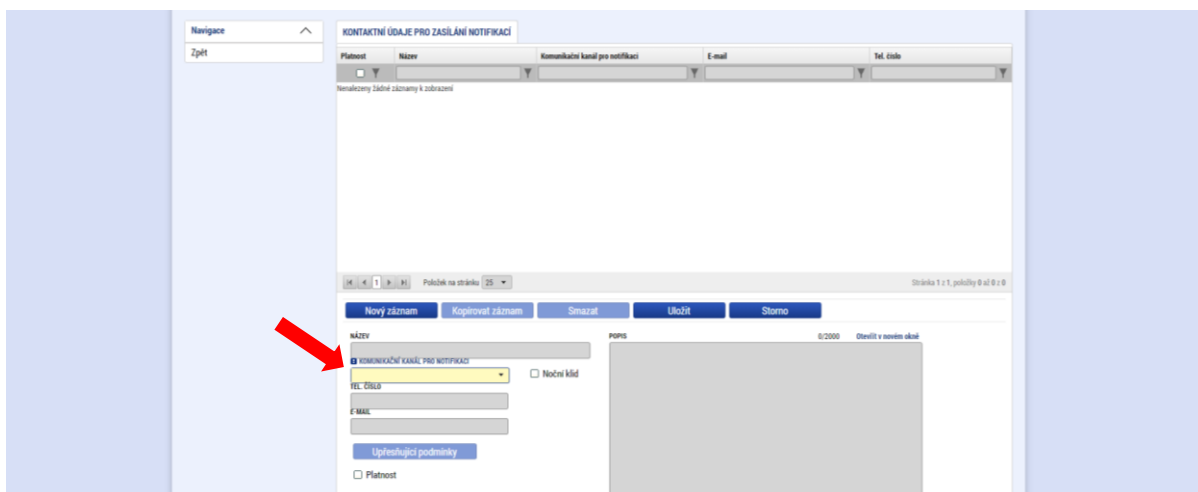 Navigace
Zpět
KONTAKTNÍ ÚDAJE PRO ZASÍLÁNÍ NOTIFIKACÍ
Platnost Název Komunikační kanál pro notifikaci E-mail Tel. číslo
Nenalezeny žádné záznamy k zobrazení
1 Položek na stránku 25 Stránka 1 z 1, položky 0 až 0 z 0
Nový záznam Kopírovat záznam Smazat Uložit Storno
NÁZEV POPIS 0/2000 Otevřít v novém okně
KOMUNIKAČNÍ KANÁL PRO NOTIFIKACI
Noční klid
TEL. ČÍSLO
E-MAIL
Upřesňující podmínky
Platnost